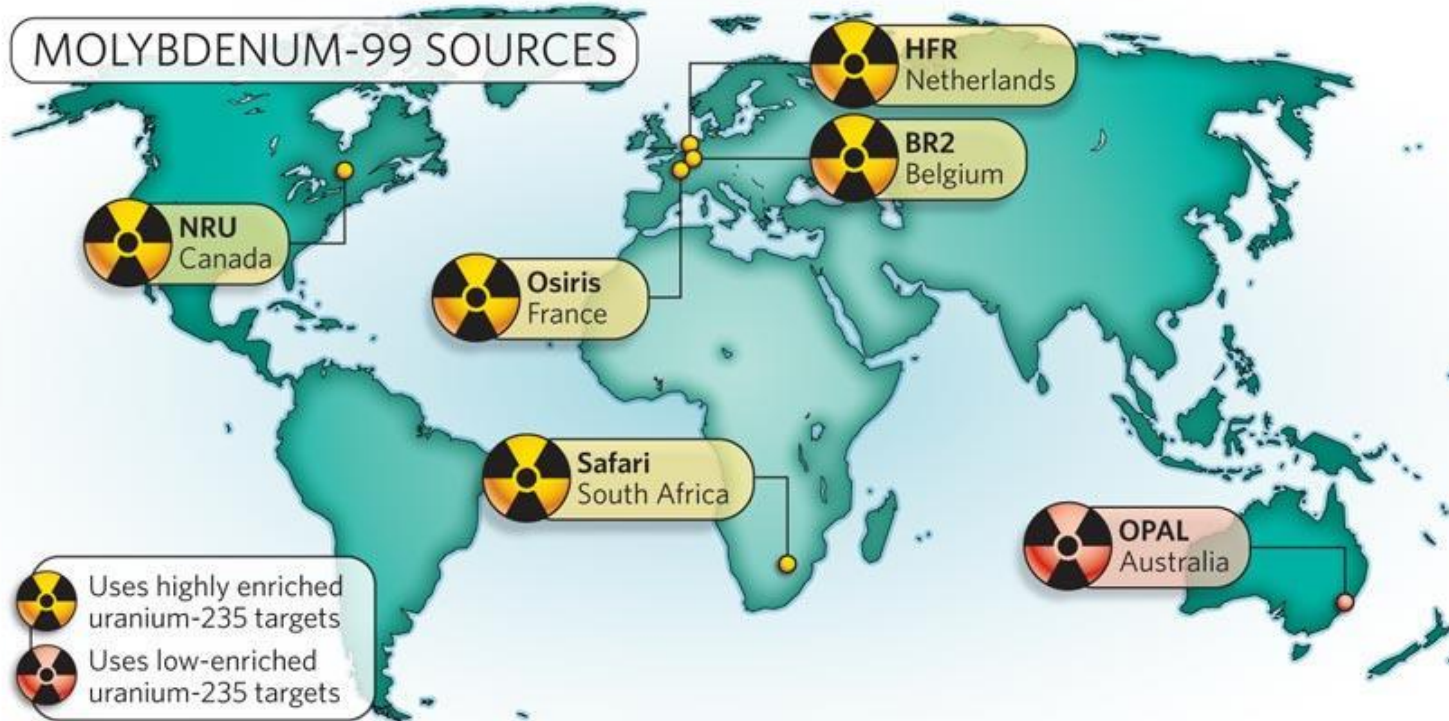 MOLYBDENUM-99 SOURCES
HFR
Netherlands
BR2
Belgium
NRU
Canada
Osiris
France
Safari
South Africa
OPAL
Australia
Uses highly enriched
uranium-235 targets
Uses low-enriched
uranium-235 targets